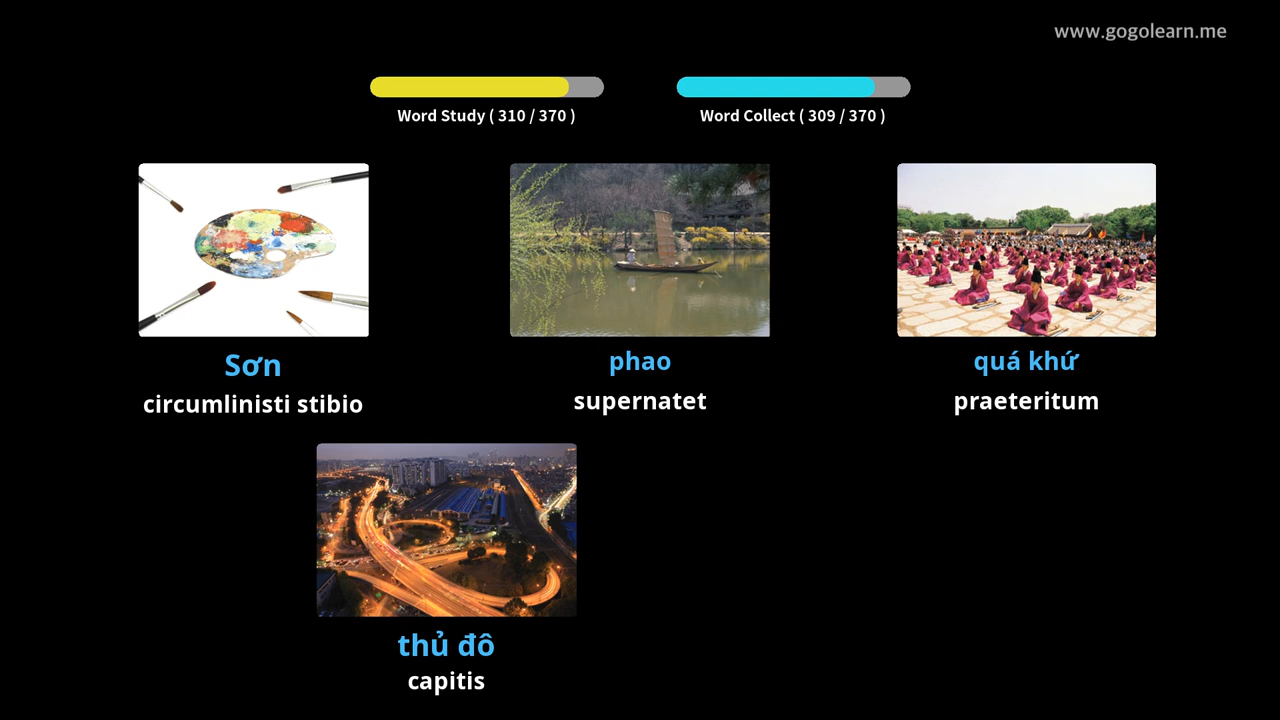 www.gogolearn.me
Word Study ( 310 / 370 )
Word Collect ( 309 / 370 )
Sơn
circumlinisti stibio
phao
supernatet
quá khứ
praeteritum
thủ đô
capitis